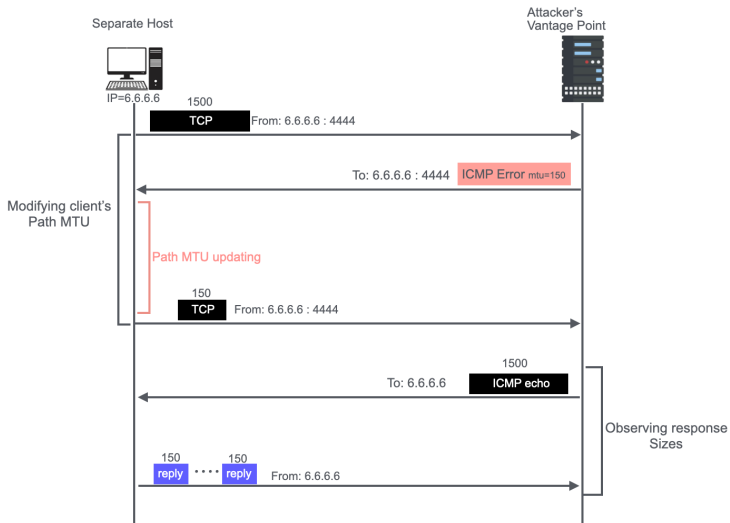 Separate Host
Attacker's
Vantage Point
IP=6.6.6.6
1500
TCP From: 6.6.6.6 : 4444
To: 6.6.6.6 : 4444 ICMP Error mtu=150
Modifying client's
Path MTU
Path MTU updating
150
TCP From: 6.6.6.6 : 4444
1500
To: 6.6.6.6 ICMP echo
Observing response
Sizes
150 150
reply .... reply From: 6.6.6.6